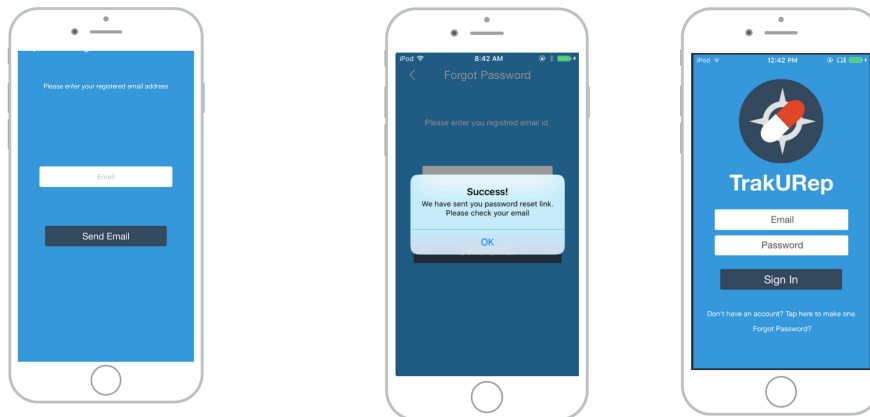 Please enter your registered email address
Email
Send Email
iPod 8:42 AM
Forgot Password
Please enter you registred email id.
Success!
We have sent you password reset link.
Please check your email
OK
iPod 12:42 PM
TrakURep
Email
Password
Sign In
Don't have an account? Tap here to make one.
Forgot Password?